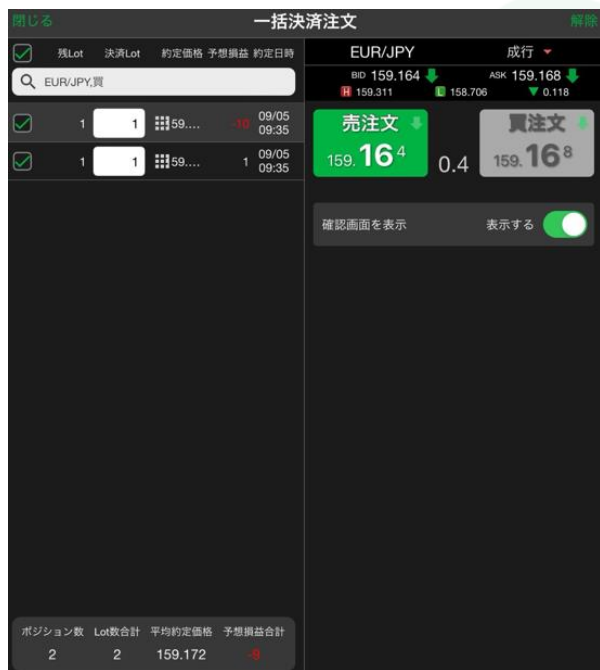 閉じる 一括決済注文 解除
残Lot 決済Lot 約定価格 予想損益 約定日時
EUR/JPY,買
1 1 59.... -10 09/05 09:35
1 1 59.... 1 09/05 09:35
ポジション数 Lot数合計 平均約定価格 予想損益合計
2 2 159.172 -9
EUR/JPY 成行
BID 159.164 ASK 159.168
H 159.311 L 158.706 ▼ 0.118
売注文 買注文
159.164 0.4 159.168
確認画面を表示 表示する